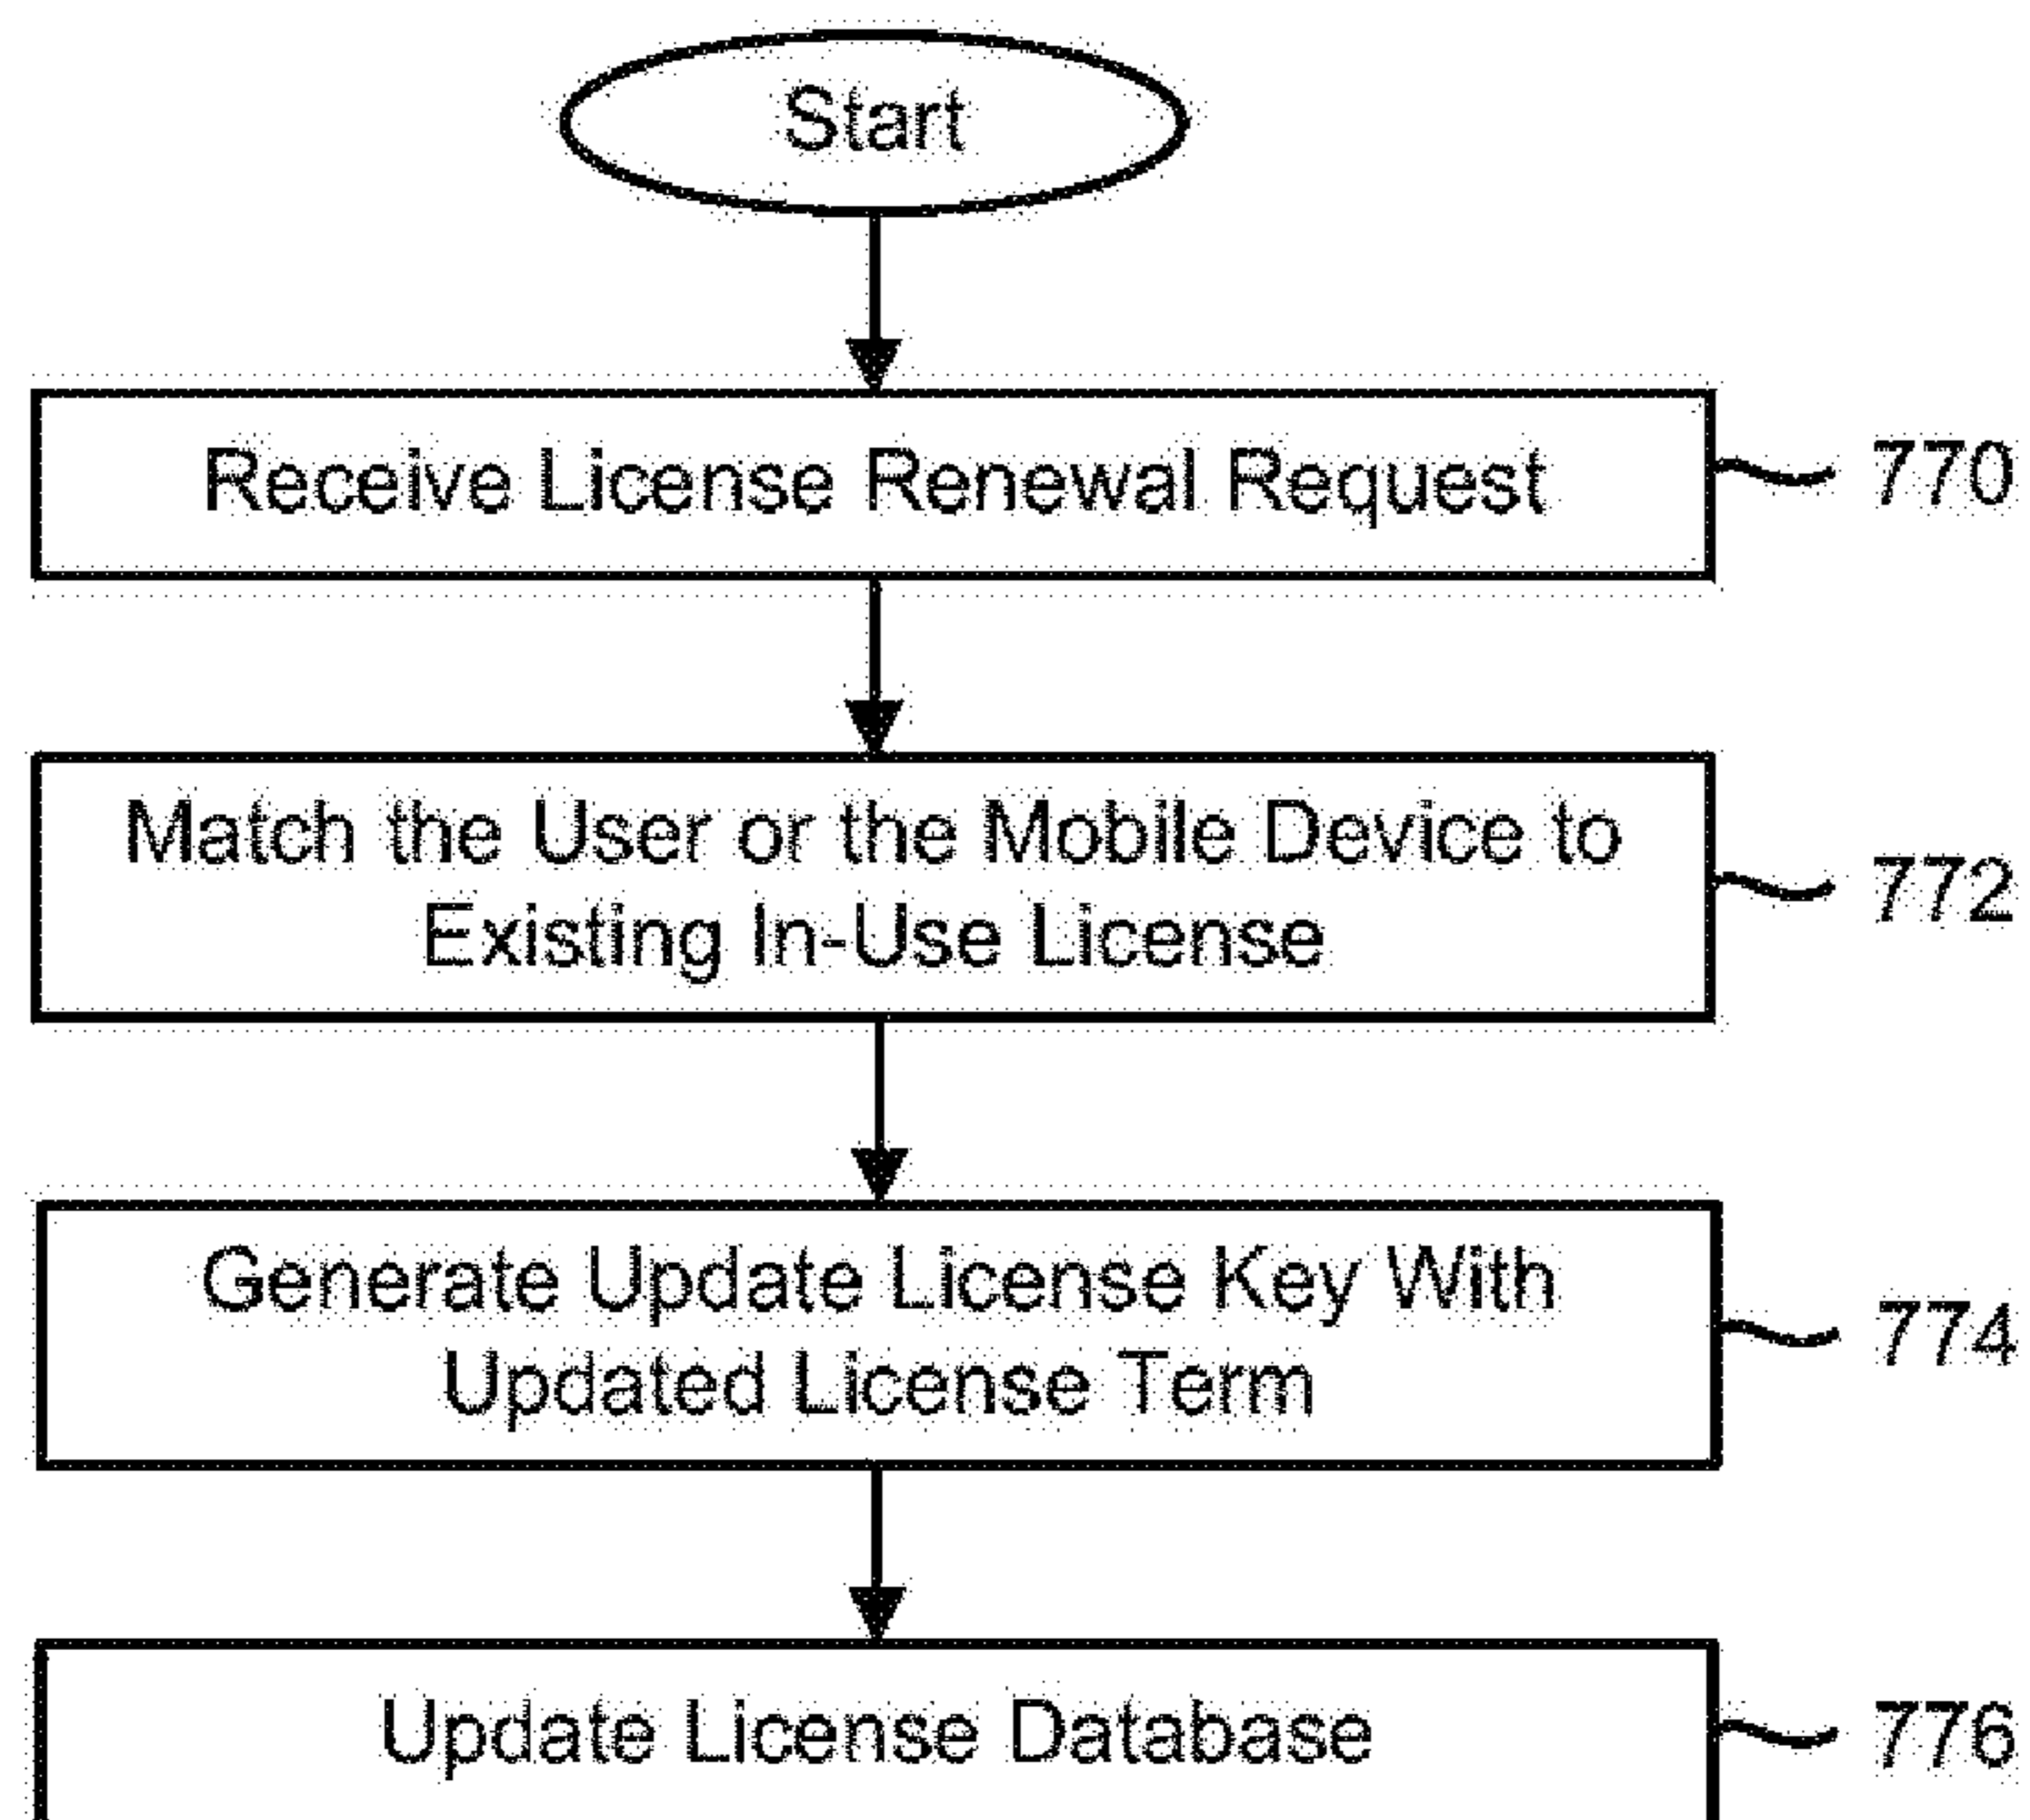 Start
Receive License Renewal Request
770
Match the User or the Mobile Device to
Existing In-Use License
772
Generate Update License Key With
Updated License Term
774
Update License Database
776